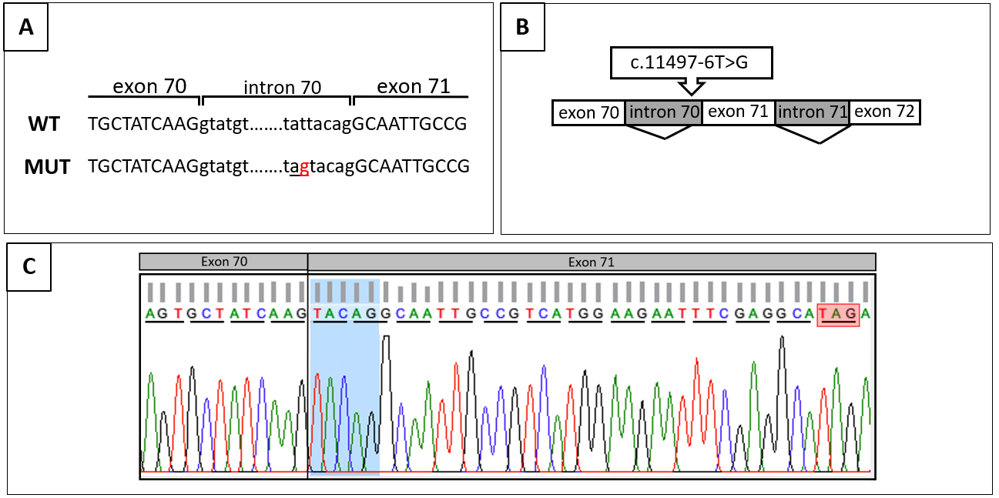 A
exon 70 intron 70 exon 71
WT TGCTATCAAGgtatgt.......tattacagGCAATTGCCG
MUT TGCTATCAAGgtatgt.......tagtacagGCAATTGCCG
B
c.11497-6T>G
exon 70 intron 70 exon 71 intron 71 exon 72
C
Exon 70 Exon 71
AGTGCTATCAAGTACAGGCAATTGCCGTCATGGAAGAATTTCGAGGCATAGA